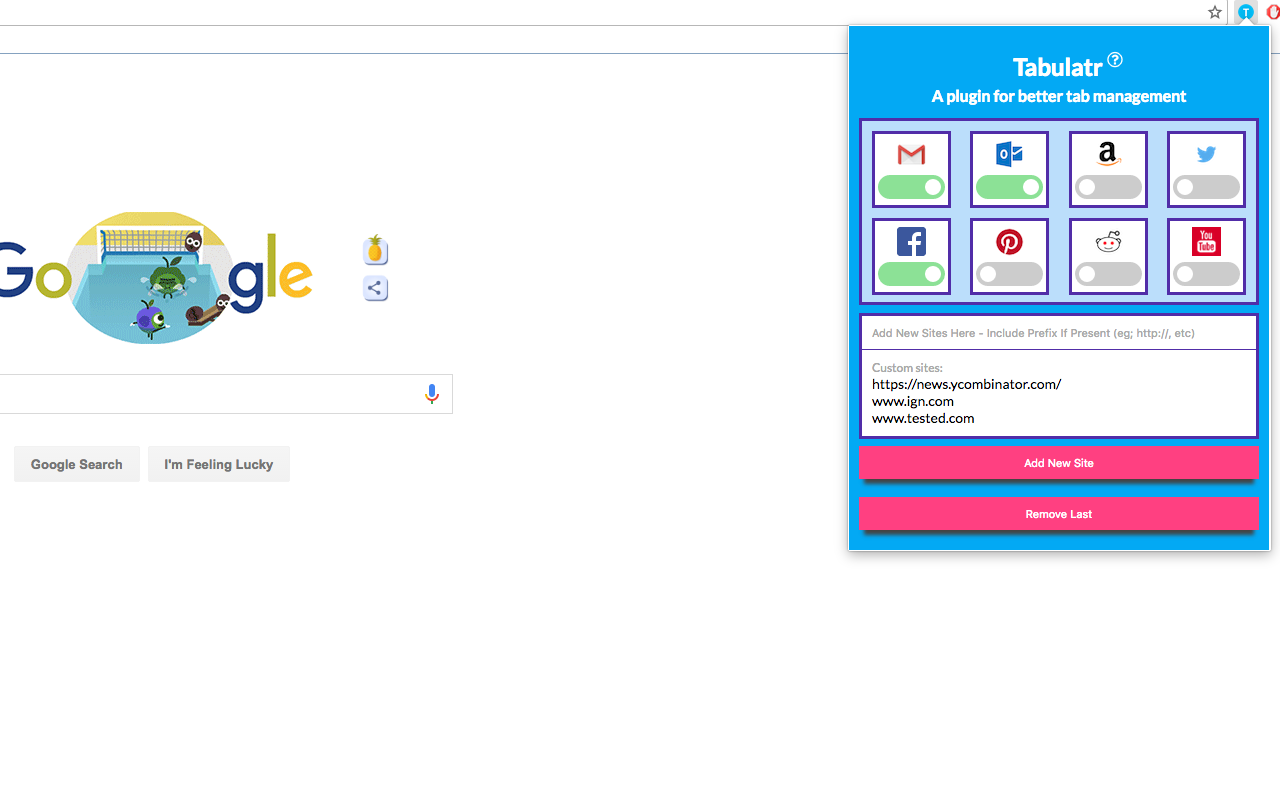 T
Tabulatr ?
A plugin for better tab management
a
You
Tube
Google
Add New Sites Here - Include Prefix If Present (eg; http://, etc)
Custom sites:
https://news.ycombinator.com/
www.ign.com
www.tested.com
Google Search
I'm Feeling Lucky
Add New Site
Remove Last